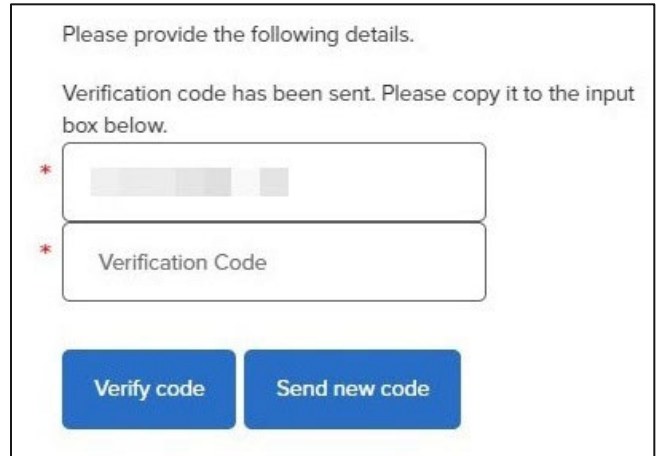 Please provide the following details.
Verification code has been sent. Please copy it to the input
box below.
*
* Verification Code
Verify code Send new code